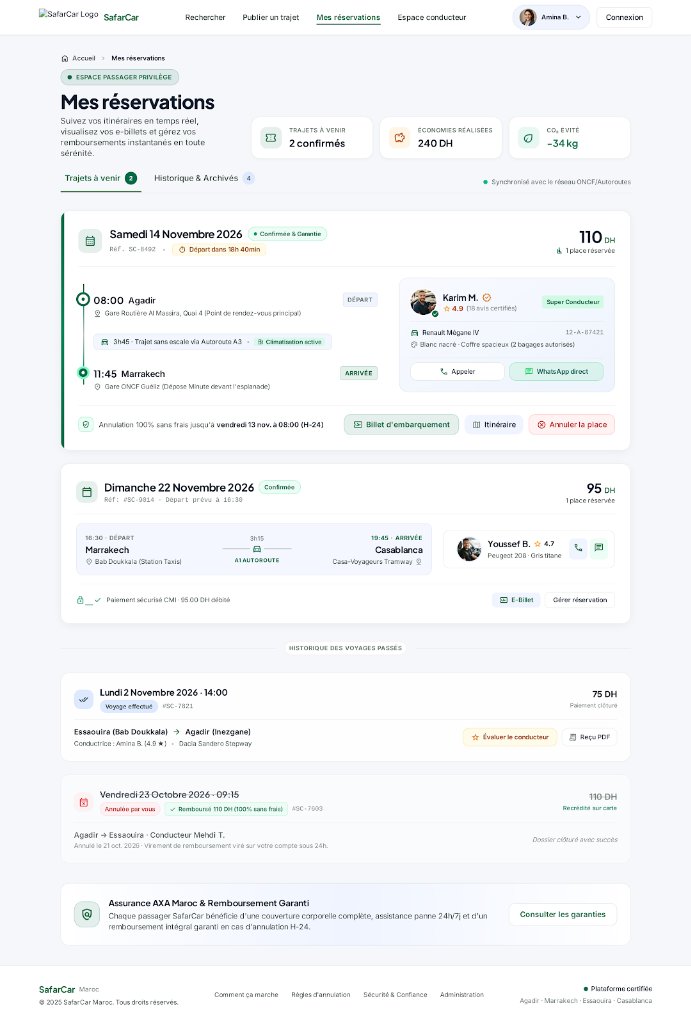 SafarCar Logo SafarCar Rechercher Publier un trajet Mes réservations Espace conducteur Amina B. Connexion
Accueil > Mes réservations
ESPACE PASSAGER PRIVILÈGE
Mes réservations
Suivez vos itinéraires en temps réel,
visualisez vos e-billets et gérez vos
remboursements instantanés en toute
sérénité.
TRAJETS À VENIR
2 confirmés
ÉCONOMIES RÉALISÉES
240 DH
CO₂ ÉVITÉ
-34 kg
Trajets à venir 2 Historique & Archivés 4
Synchronisé avec le réseau ONCF/Autoroutes
Samedi 14 Novembre 2026 Confirmée & Garantie
Réf. SC-8492 • Départ dans 18h 40min
110 DH
1 place réservée
08:00 Agadir DÉPART
Gare Routière Al Massira, Quai 4 (Point de rendez-vous principal)
3h45 · Trajet sans escale via Autoroute A3 • Climatisation active
11:45 Marrakech ARRIVÉE
Gare ONCF Guéliz (Dépose Minute devant l'esplanade)
Karim M.
4.9 (18 avis certifiés)
Super Conducteur
Renault Mégane IV 12-A-87421
Blanc nacré · Coffre spacieux (2 bagages autorisés)
Appeler WhatsApp direct
Annulation 100% sans frais jusqu'à vendredi 13 nov. à 08:00 (H-24)
Billet d'embarquement Itinéraire Annuler la place
Dimanche 22 Novembre 2026 Confirmée
Réf: #SC-9014 · Départ prévu à 16:30
95 DH
1 place réservée
16:30 · DÉPART
Marrakech
Bab Doukkala (Station Taxis)
3h15
A1 AUTOROUTE
19:45 · ARRIVÉE
Casablanca
Casa-Voyageurs Tramway
Youssef B. 4.7
Peugeot 208 · Gris titane
Paiement sécurisé CMI · 95.00 DH débité
E-Billet Gérer réservation
HISTORIQUE DES VOYAGES PASSÉS
Lundi 2 Novembre 2026 · 14:00
Voyage effectué #SC-7821
75 DH
Paiement clôturé
Essaouira (Bab Doukkala) → Agadir (Inezgane)
Conductrice : Amina B. (4.9 ★) • Dacia Sandero Stepway
Évaluer le conducteur Reçu PDF
Vendredi 23 Octobre 2026 · 09:15
Annulée par vous Remboursé 110 DH (100% sans frais) #SC-7603
110 DH
Recrédité sur carte
Agadir → Essaouira · Conducteur Mehdi T.
Annulé le 21 oct. 2026 · Virement de remboursement viré sur votre compte sous 24h.
Dossier clôturé avec succès
Assurance AXA Maroc & Remboursement Garanti
Chaque passager SafarCar bénéficie d'une couverture corporelle complète, assistance panne 24h/7j et d'un
remboursement intégral garanti en cas d'annulation H-24.
Consulter les garanties
SafarCar Maroc
© 2026 SafarCar Maroc. Tous droits réservés.
Comment ça marche Règles d'annulation Sécurité & Confiance Administration
Plateforme certifiée
Agadir · Marrakech · Essaouira · Casablanca